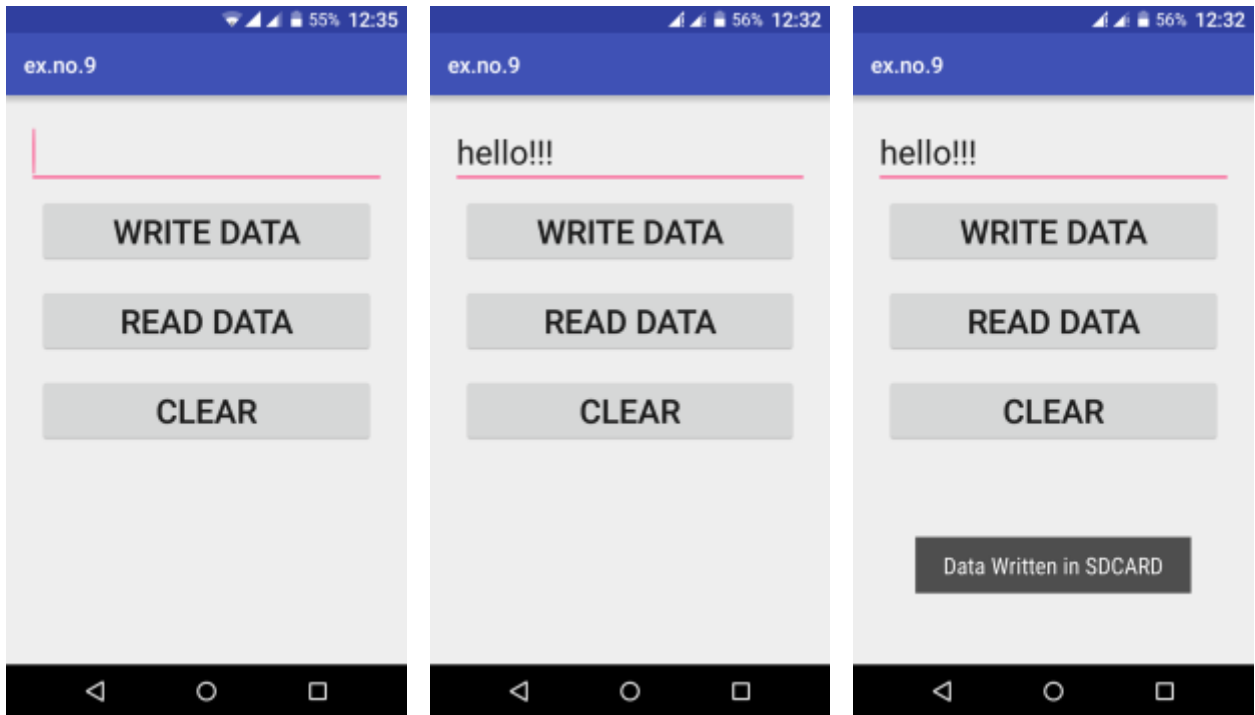 55% 12:35
ex.no.9
WRITE DATA
READ DATA
CLEAR
56% 12:32
ex.no.9
hello!!!
WRITE DATA
READ DATA
CLEAR
56% 12:32
ex.no.9
hello!!!
WRITE DATA
READ DATA
CLEAR
Data Written in SDCARD